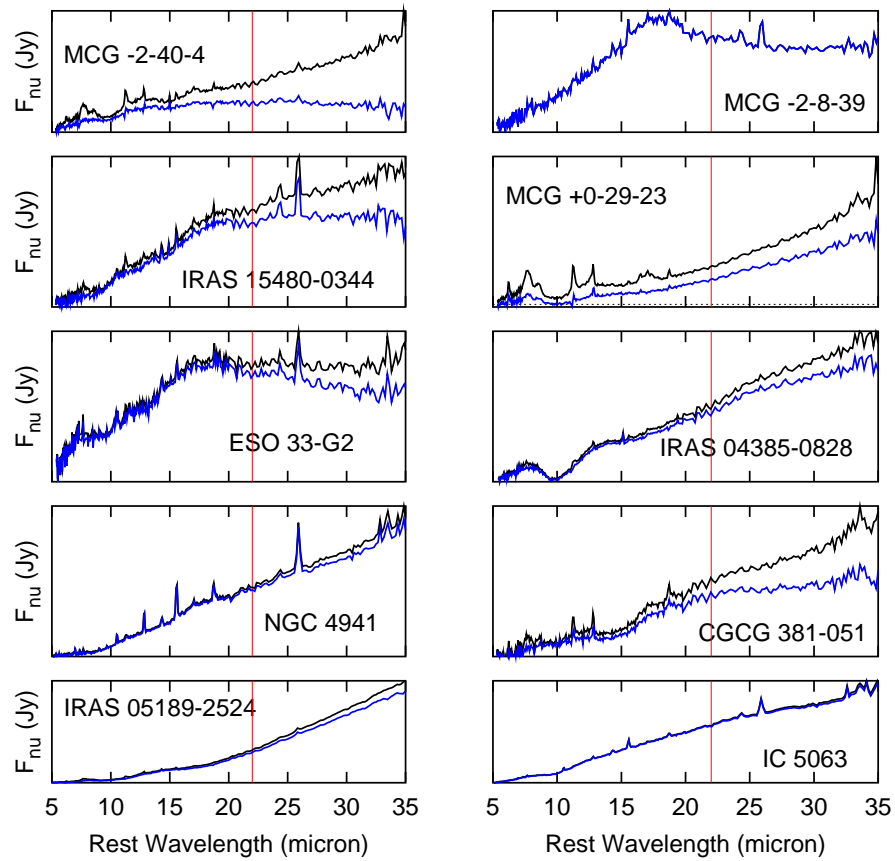 F_nu (Jy)
MCG -2-40-4
MCG -2-8-39
F_nu (Jy)
IRAS 15480-0344
MCG +0-29-23
F_nu (Jy)
ESO 33-G2
IRAS 04385-0828
F_nu (Jy)
NGC 4941
CGCG 381-051
F_nu (Jy)
IRAS 05189-2524
IC 5063
5 10 15 20 25 30 35
5 10 15 20 25 30 35
Rest Wavelength (micron)
Rest Wavelength (micron)